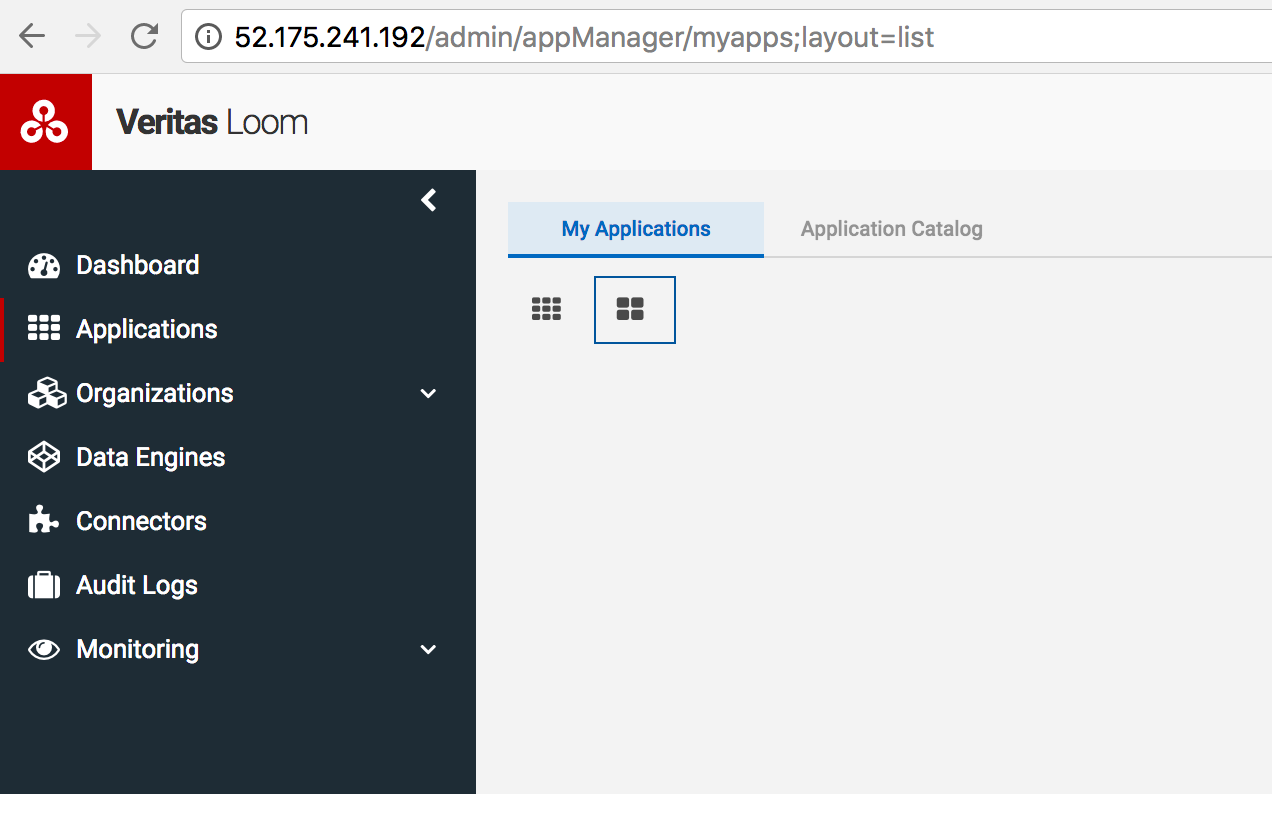 52.175.241.192/admin/appManager/myapps;layout=list
Veritas Loom
My Applications
Application Catalog
Dashboard
Applications
Organizations
Data Engines
Connectors
Audit Logs
Monitoring